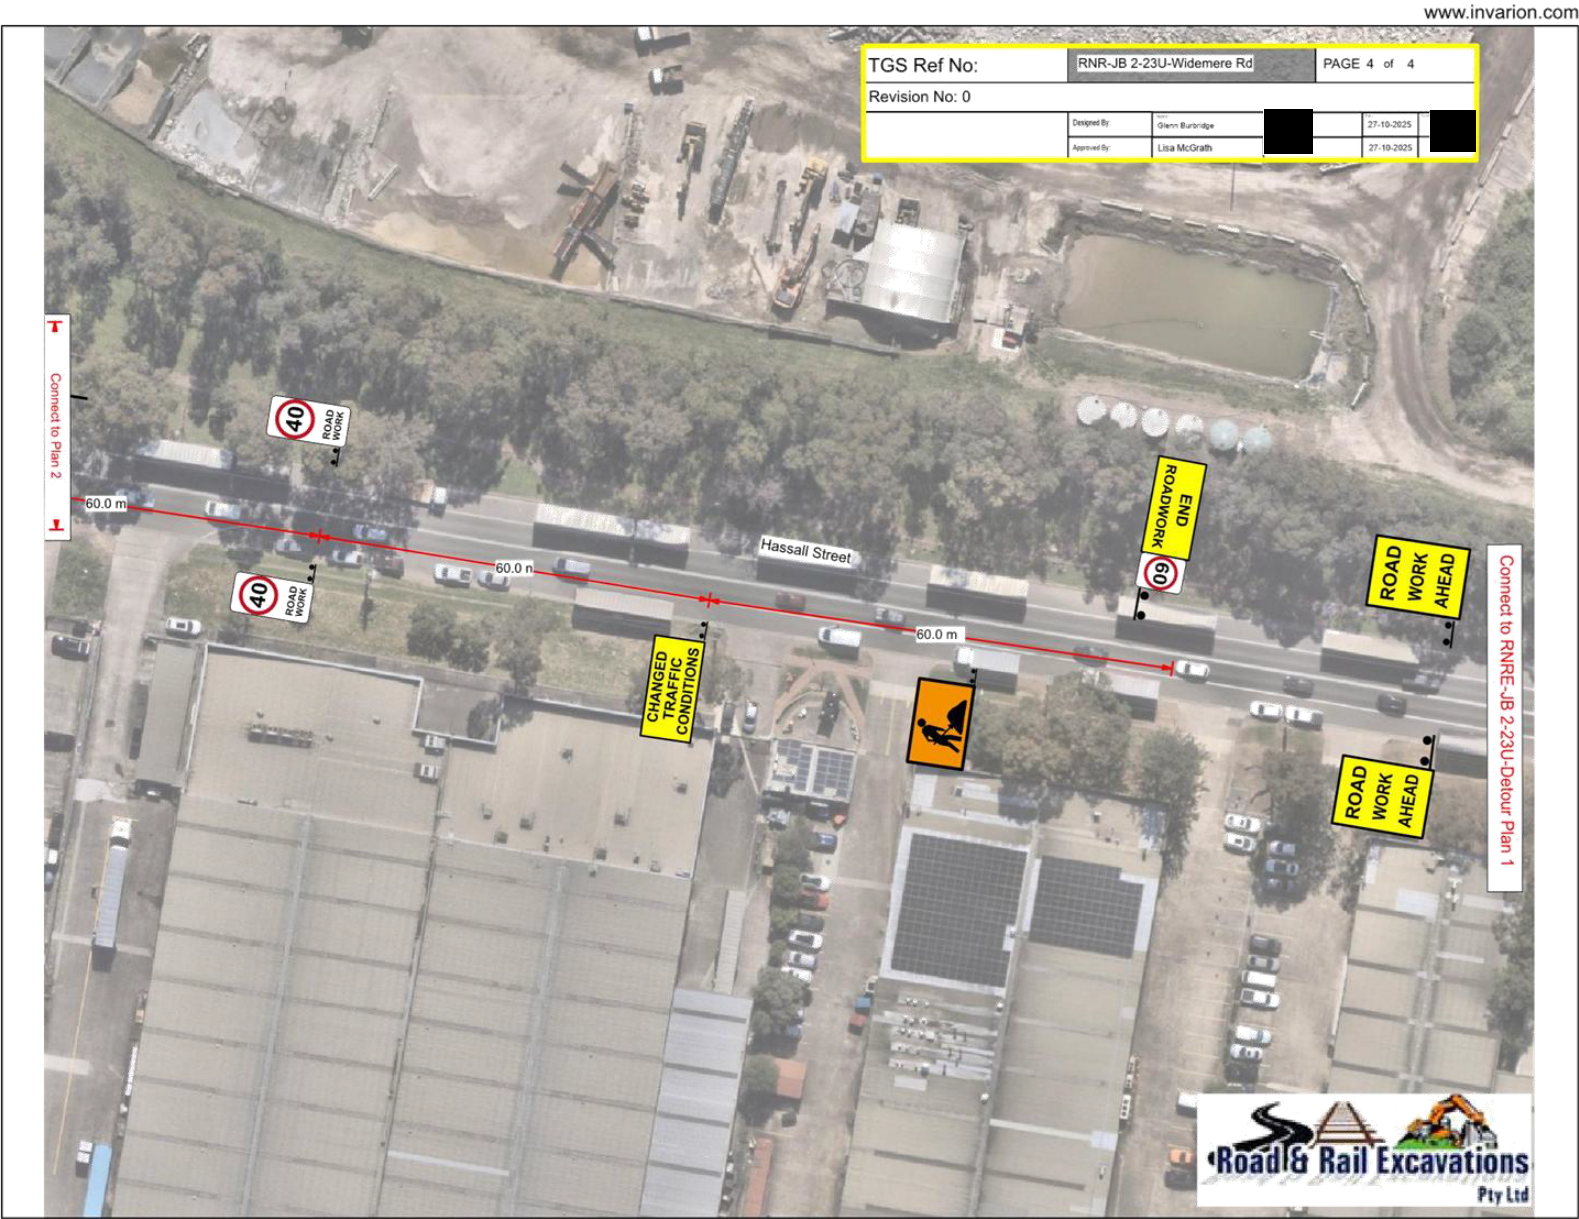 www.invarion.com
TGS Ref No:
RNR-JB 2-23U-Widemere Rd
PAGE 4 of 4
Revision No: 0
Designed By:
Glenn Burbridge
27-10-2025
Approved By:
Lisa McGrath
27-10-2025
Connect to Plan 2
40
ROAD
WORK
60.0 m
END
ROADWORK
60
ROAD
WORK
AHEAD
Hassall Street
60.0 n
40
ROAD
WORK
60.0 m
CHANGED
TRAFFIC
CONDITIONS
Connect to RNRE-JB 2-23U-Detour Plan 1
ROAD
WORK
AHEAD
Road & Rail Excavations
Pty Ltd